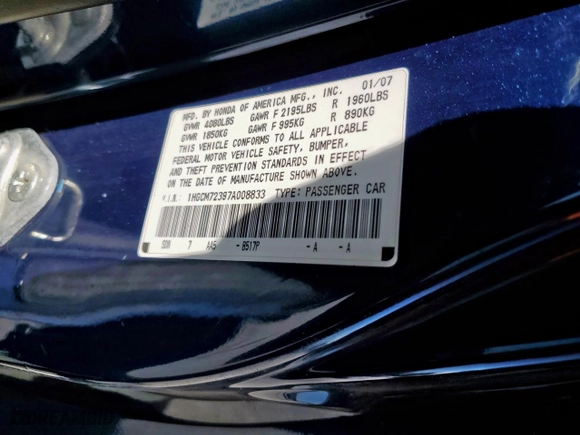 MFD. BY HONDA OF AMERICA MFG., INC. 01/07
GVWR 4080LBS GAWR F 2195LBS R 1960LBS
GVWR 1850KG GAWR F 995KG R 890KG
THIS VEHICLE CONFORMS TO ALL APPLICABLE
FEDERAL MOTOR VEHICLE SAFETY, BUMPER,
AND THEFT PREVENTION STANDARDS IN EFFECT
ON THE DATE OF MANUFACTURE SHOWN ABOVE.
V.I.N.: 1HGCM72397A008833 TYPE: PASSENGER CAR
SDN 7 AA5 -B517P -A -A